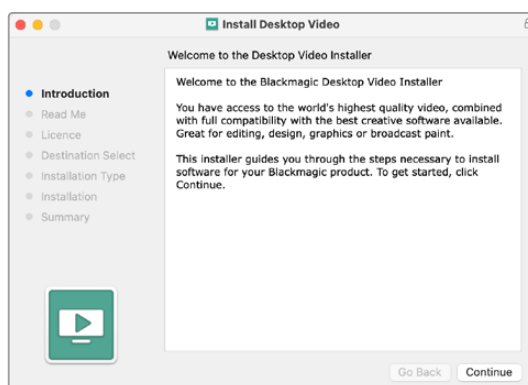 Install Desktop Video
Welcome to the Desktop Video Installer
Introduction
Read Me
Licence
Destination Select
Installation Type
Installation
Summary
Welcome to the Blackmagic Desktop Video Installer
You have access to the world's highest quality video, combined
with full compatibility with the best creative software available.
Great for editing, design, graphics or broadcast paint.
This installer guides you through the steps necessary to install
software for your Blackmagic product. To get started, click
Continue.
Go Back
Continue